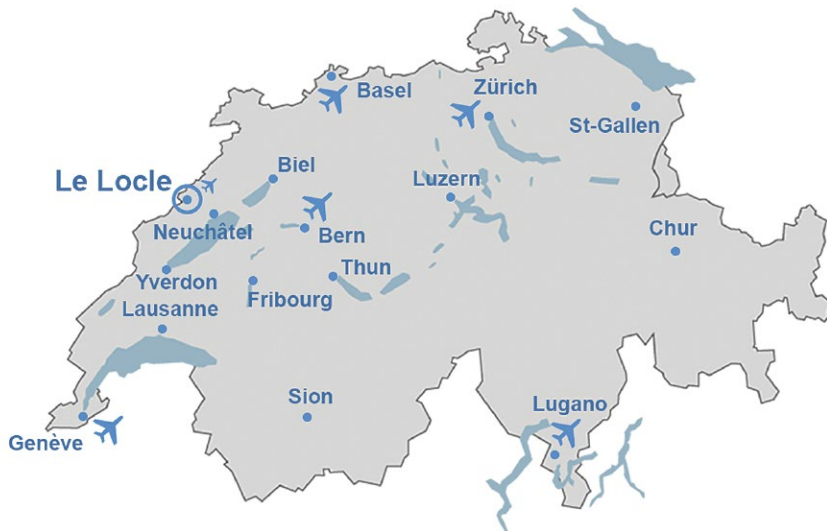 Basel
Zürich
St-Gallen
Biel
Le Locle
Luzern
Neuchâtel
Bern
Chur
Thun
Yverdon
Fribourg
Lausanne
Sion
Lugano
Genève